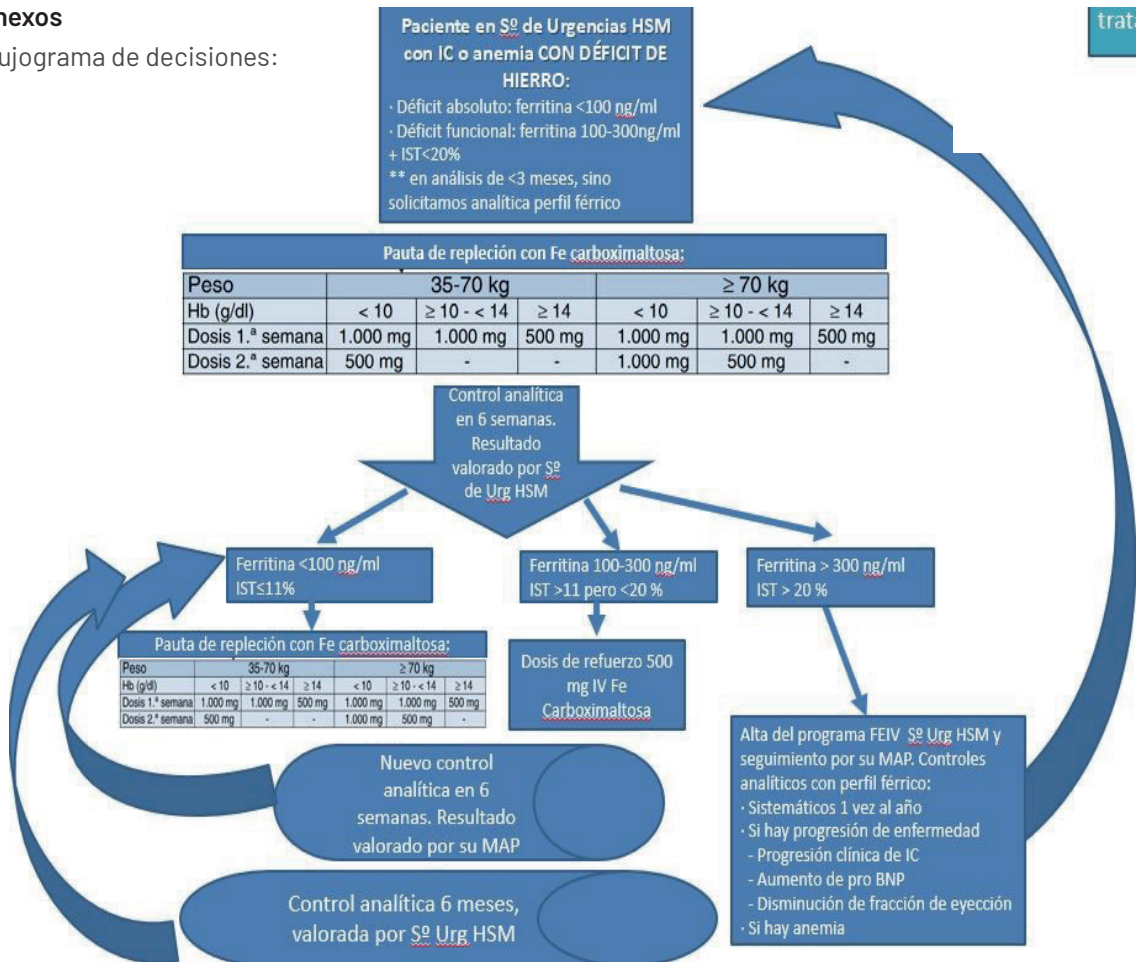 nexos
ujograma de decisiones:
trata
Paciente en Sº de Urgencias HSM
con IC o anemia CON DÉFICIT DE
HIERRO:
· Déficit absoluto: ferritina <100 ng/ml
· Déficit funcional: ferritina 100-300ng/ml
+ IST<20%
** en análisis de <3 meses, sino
solicitamos analítica perfil férrico
Pauta de repleción con Fe carboximaltosa:
Peso 35-70 kg ≥ 70 kg
Hb (g/dl) < 10 ≥ 10 - < 14 ≥ 14 < 10 ≥ 10 - < 14 ≥ 14
Dosis 1.ª semana 1.000 mg 1.000 mg 500 mg 1.000 mg 1.000 mg 500 mg
Dosis 2.ª semana 500 mg - - 1.000 mg 500 mg -
Control analítica
en 6 semanas.
Resultado
valorado por Sº
de Urg HSM
Ferritina <100 ng/ml
IST≤11%
Ferritina 100-300 ng/ml
IST >11 pero <20 %
Ferritina > 300 ng/ml
IST > 20 %
Pauta de repleción con Fe carboximaltosa:
Peso 35-70 kg ≥ 70 kg
Hb (g/dl) < 10 ≥ 10 - < 14 ≥ 14 < 10 ≥ 10 - < 14 ≥ 14
Dosis 1.ª semana 1.000 mg 1.000 mg 500 mg 1.000 mg 1.000 mg 500 mg
Dosis 2.ª semana 500 mg - - 1.000 mg 500 mg -
Dosis de refuerzo 500
mg IV Fe
Carboximaltosa
Alta del programa FEIV Sº Urg HSM y
seguimiento por su MAP. Controles
analíticos con perfil férrico:
· Sistemáticos 1 vez al año
· Si hay progresión de enfermedad
- Progresión clínica de IC
- Aumento de pro BNP
- Disminución de fracción de eyección
· Si hay anemia
Nuevo control
analítica en 6
semanas. Resultado
valorado por su MAP
Control analítica 6 meses,
valorada por Sº Urg HSM